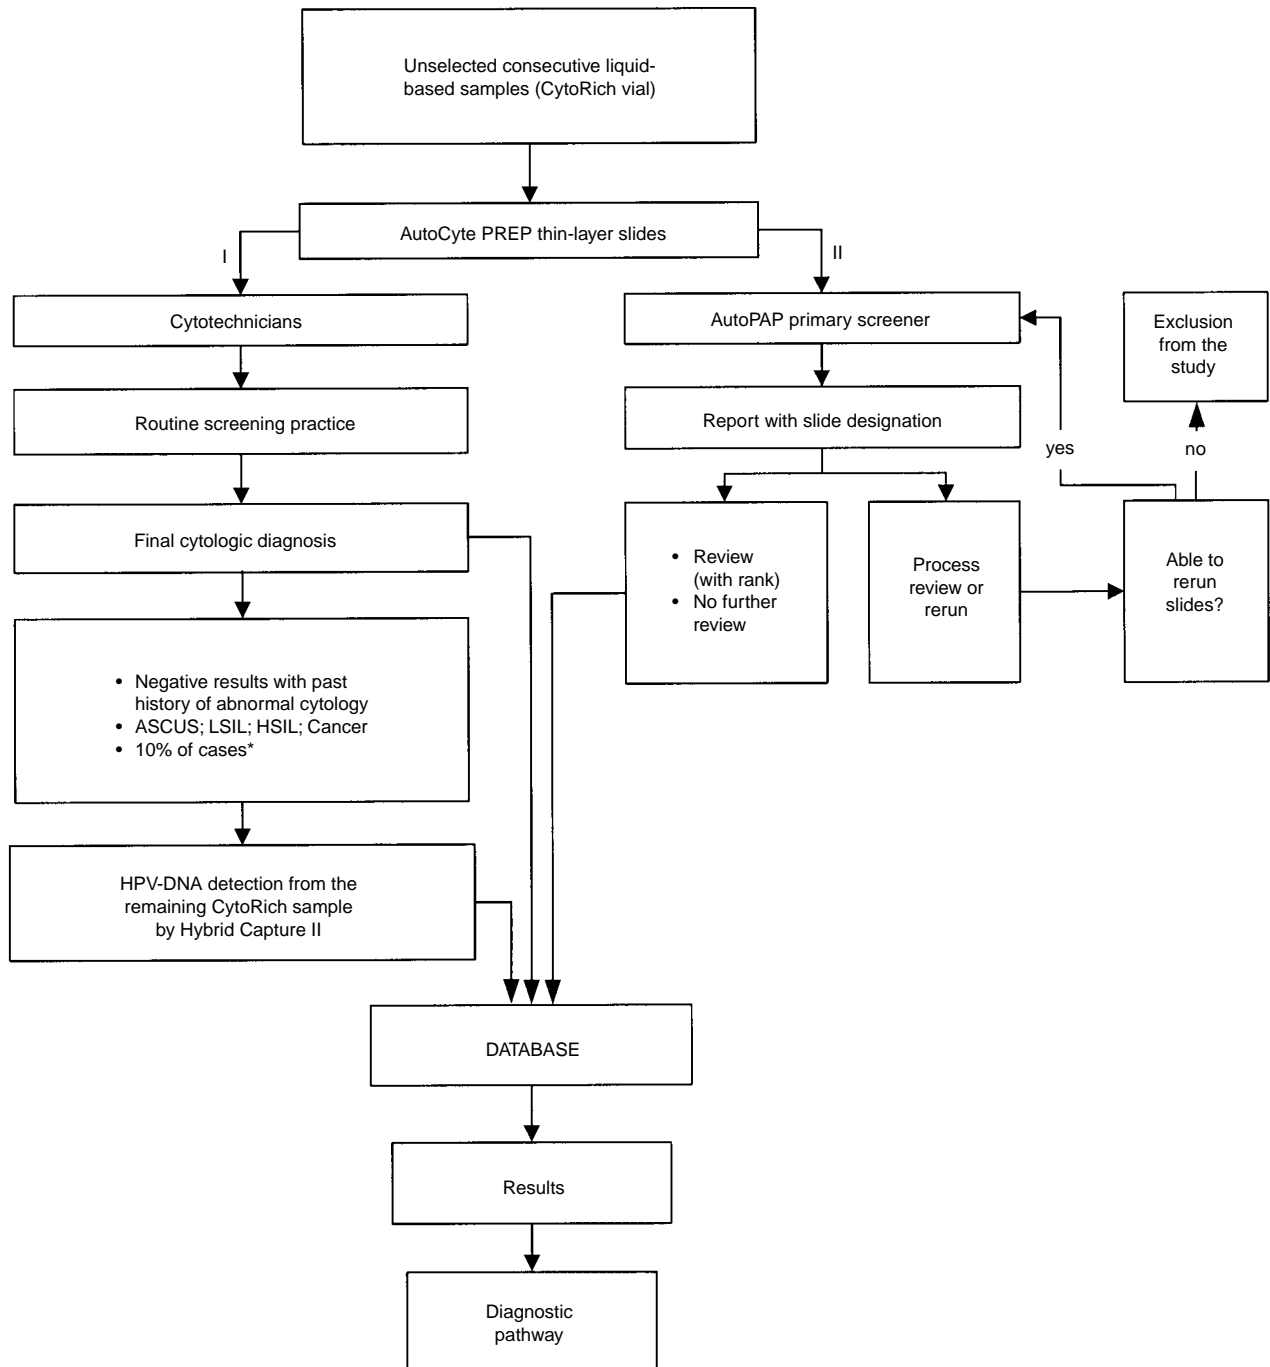 Unselected consecutive liquid-
based samples (CytoRich vial)
AutoCyte PREP thin-layer slides
I
II
Cytotechnicians
AutoPAP primary screener
Exclusion
from the
study
Routine screening practice
Report with slide designation
yes
no
Final cytologic diagnosis
• Review
(with rank)
• No further
review
Process
review or
rerun
Able to
rerun
slides?
• Negative results with past
history of abnormal cytology
• ASCUS; LSIL; HSIL; Cancer
• 10% of cases*
HPV-DNA detection from the
remaining CytoRich sample
by Hybrid Capture II
DATABASE
Results
Diagnostic
pathway